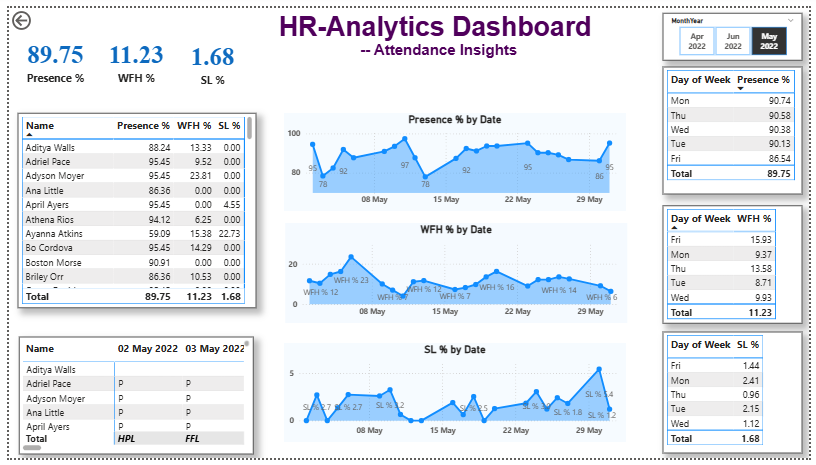 HR-Analytics Dashboard
-- Attendance Insights
89.75 11.23 1.68
Presence % WFH % SL %
MonthYear
Apr 2022 Jun 2022 May 2022
Name Presence % WFH % SL %
Aditya Walls 88.24 13.33 0.00
Adriel Pace 95.45 9.52 0.00
Adyson Moyer 95.45 23.81 0.00
Ana Little 86.36 0.00 0.00
April Ayers 95.45 0.00 4.55
Athena Rios 94.12 6.25 0.00
Ayanna Atkins 59.09 15.38 22.73
Bo Cordova 95.45 14.29 0.00
Boston Morse 90.91 0.00 0.00
Briley Orr 86.36 10.53 0.00
Total 89.75 11.23 1.68
Name 02 May 2022 03 May 2022
Aditya Walls
Adriel Pace P P
Adyson Moyer P P
Ana Little P P
April Ayers P P
Total HPL FFL
Presence % by Date
100
80
95 78 92 97 78 92 95 86 95
08 May 15 May 22 May 29 May
WFH % by Date
20
0
WFH % 12 WFH % 23 WFH % 12 WFH % 7 WFH % 16 WFH % 14 WFH % 6
08 May 15 May 22 May 29 May
SL % by Date
5
0
SL % 2.7 SL % 2.7 SL % 2.5 SL % 1.8 SL % 5.4 SL % 1.2
08 May 15 May 22 May 29 May
Day of Week Presence %
Mon 90.74
Thu 90.58
Wed 90.38
Tue 90.13
Fri 86.54
Total 89.75
Day of Week WFH %
Fri 15.93
Mon 9.37
Thu 13.58
Tue 8.71
Wed 9.93
Total 11.23
Day of Week SL %
Fri 1.44
Mon 2.41
Thu 0.96
Tue 2.15
Wed 1.12
Total 1.68